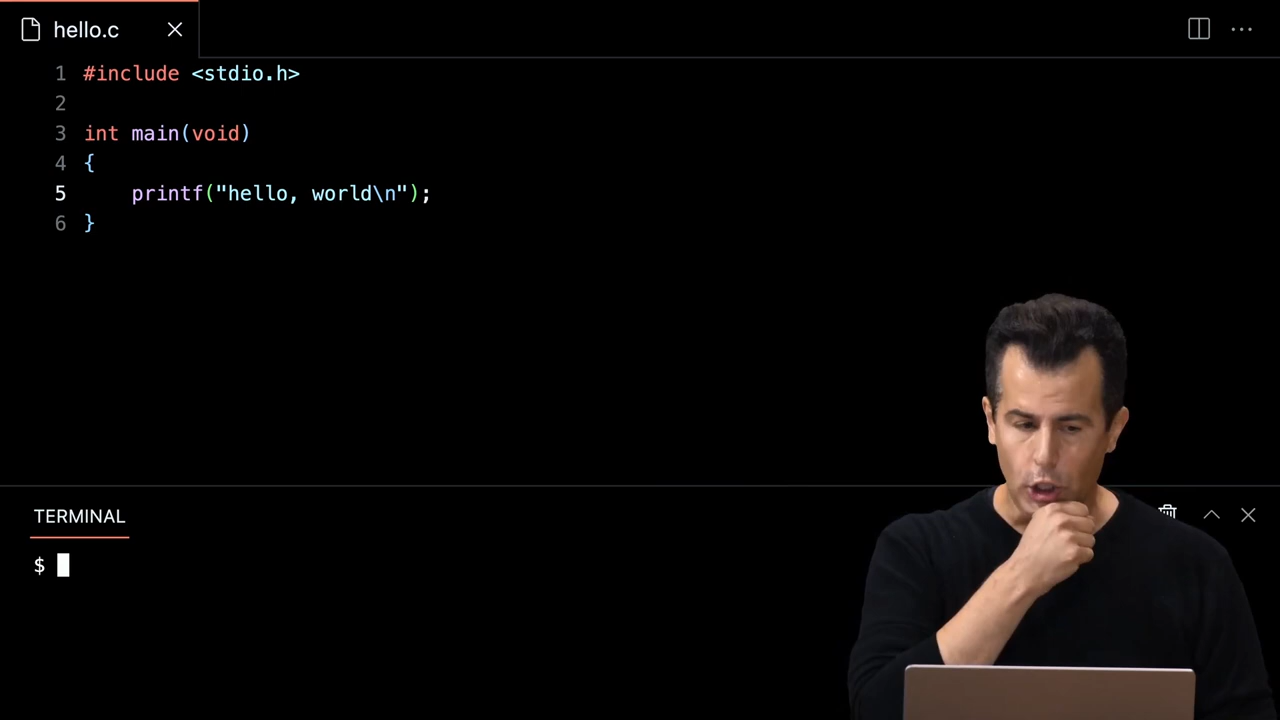 hello.c
1 #include <stdio.h>
2
3 int main(void)
4 {
5     printf("hello, world\n");
6 }
TERMINAL
$